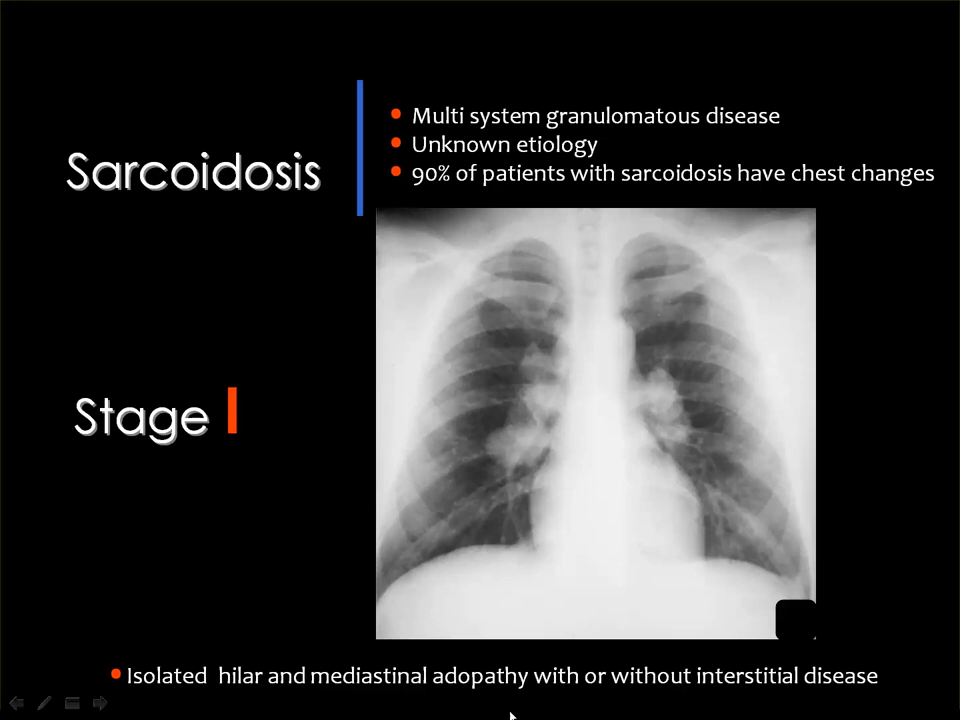 Sarcoidosis
Multi system granulomatous disease
Unknown etiology
90% of patients with sarcoidosis have chest changes
Stage I
Isolated hilar and mediastinal adopathy with or without interstitial disease